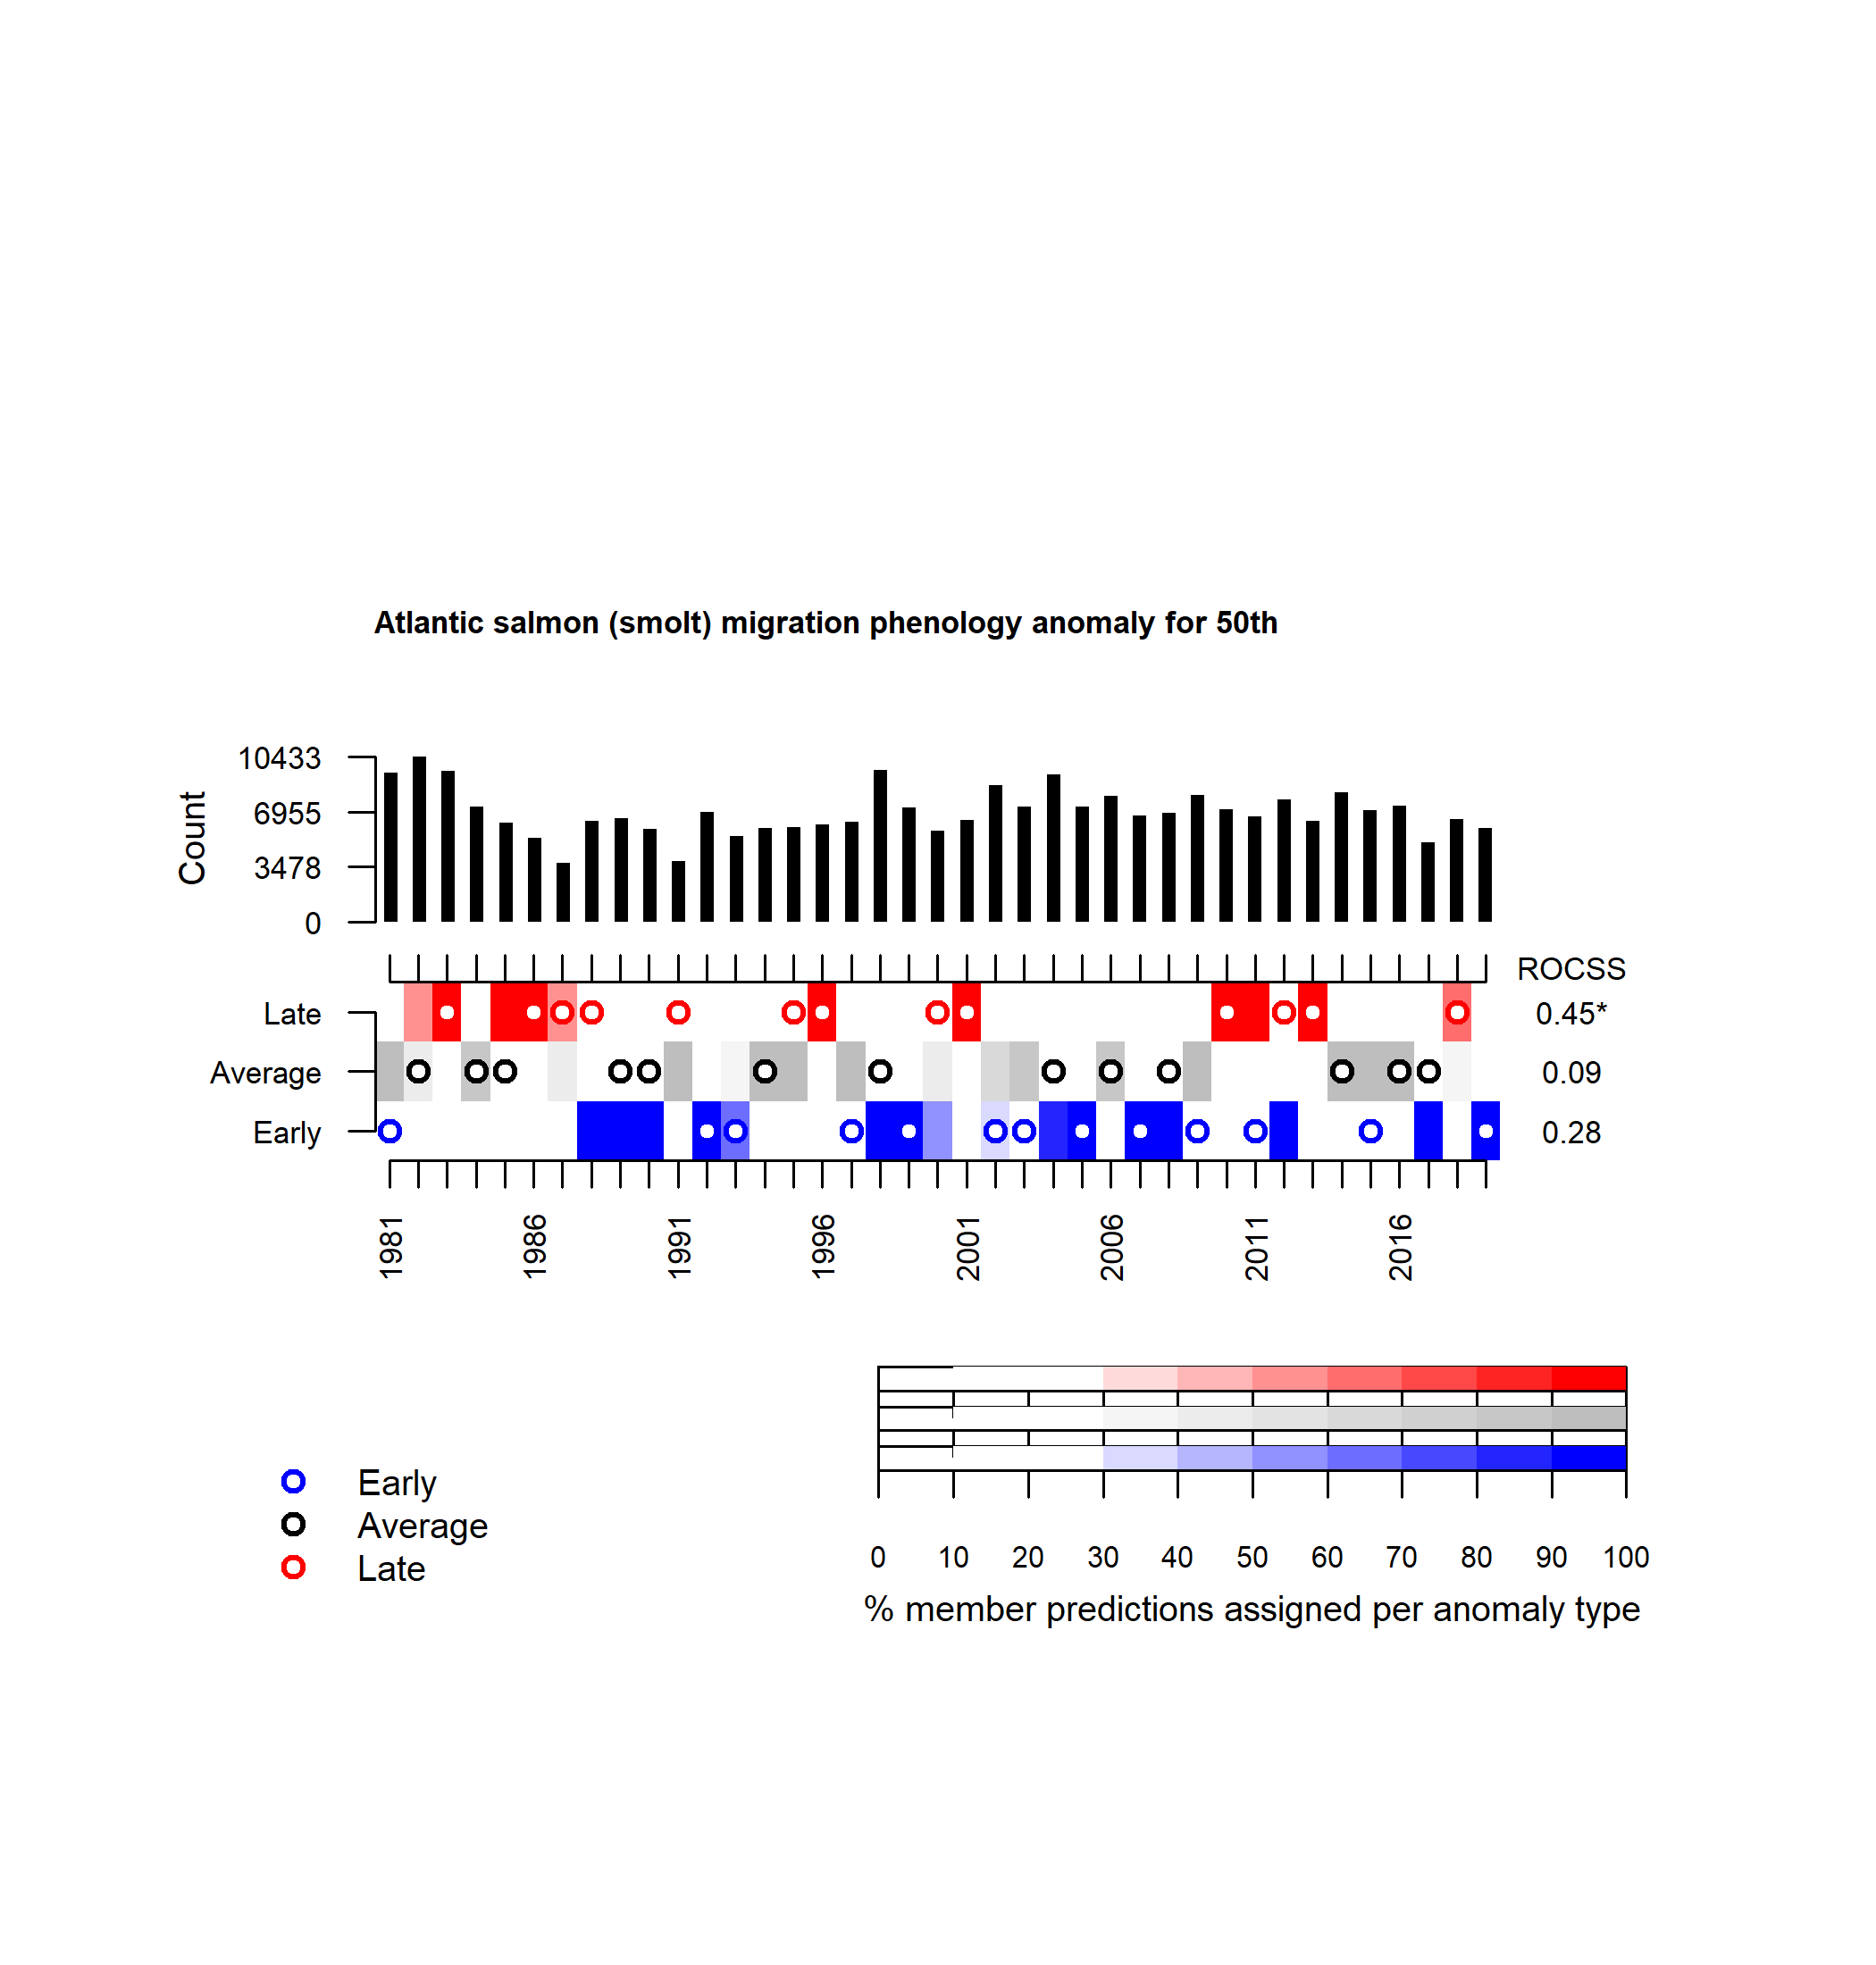 Atlantic salmon (smolt) migration phenology anomaly for 50th
Count
10433
6955
3478
0
ROCSS
Late
0.45*
Average
0.09
Early
0.28
1981 1986 1991 1996 2001 2006 2011 2016
Early
Average
Late
0 10 20 30 40 50 60 70 80 90 100
% member predictions assigned per anomaly type